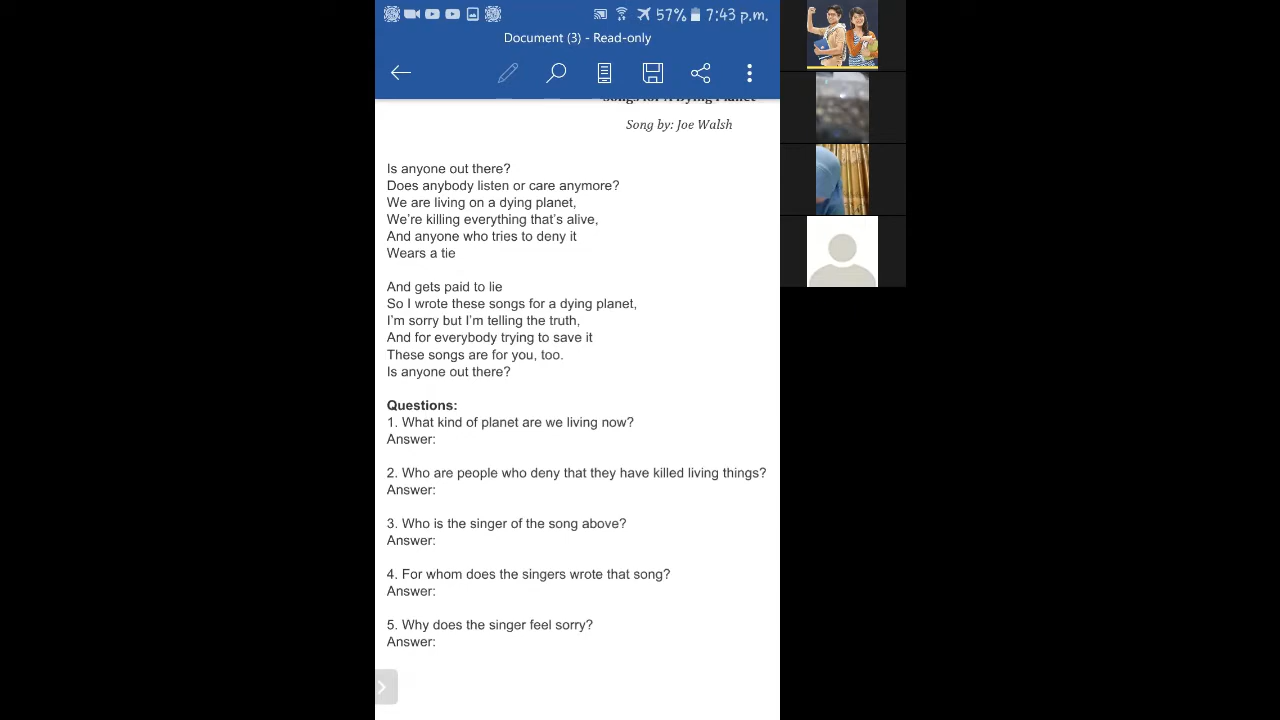 57% 7:43 p.m.
Document (3) - Read-only
Songs for A Dying Planet
Song by: Joe Walsh
Is anyone out there?
Does anybody listen or care anymore?
We are living on a dying planet,
We're killing everything that's alive,
And anyone who tries to deny it
Wears a tie
And gets paid to lie
So I wrote these songs for a dying planet,
I'm sorry but I'm telling the truth,
And for everybody trying to save it
These songs are for you, too.
Is anyone out there?
Questions:
1. What kind of planet are we living now?
Answer:
2. Who are people who deny that they have killed living things?
Answer:
3. Who is the singer of the song above?
Answer:
4. For whom does the singers wrote that song?
Answer:
5. Why does the singer feel sorry?
Answer: